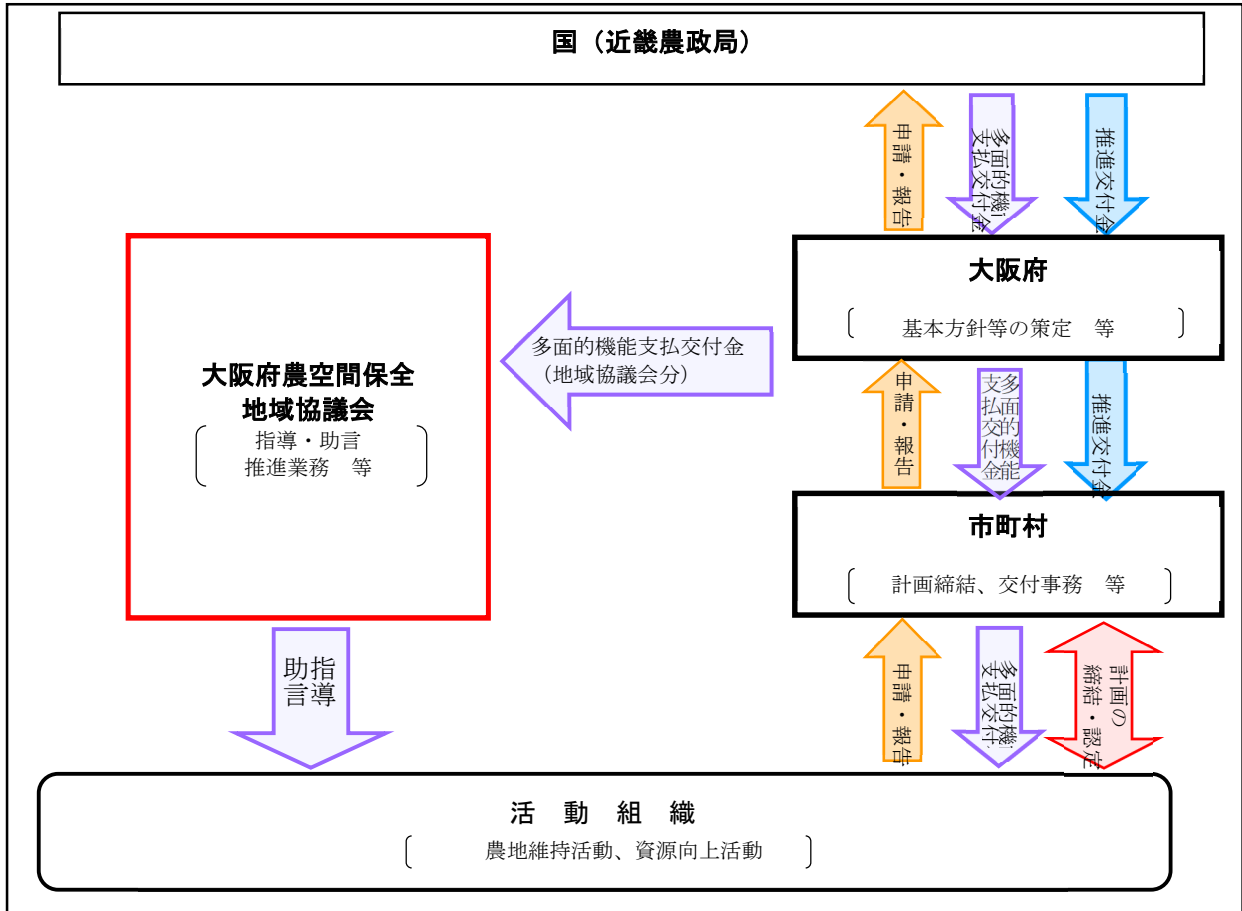 国（近畿農政局）
申請・報告
多面的機
支払交付金
推進交付金
大阪府
基本方針等の策定　等
多面的機能支払交付金
（地域協議会分）
大阪府農空間保全
地域協議会
指導・助言
推進業務　等
申請・報告
多面的機能
支払交付金
推進交付金
市町村
計画締結、交付事務　等
指導
助言
申請・報告
多面的機
支払交付
計画の
締結・認定
活　動　組　織
農地維持活動、資源向上活動